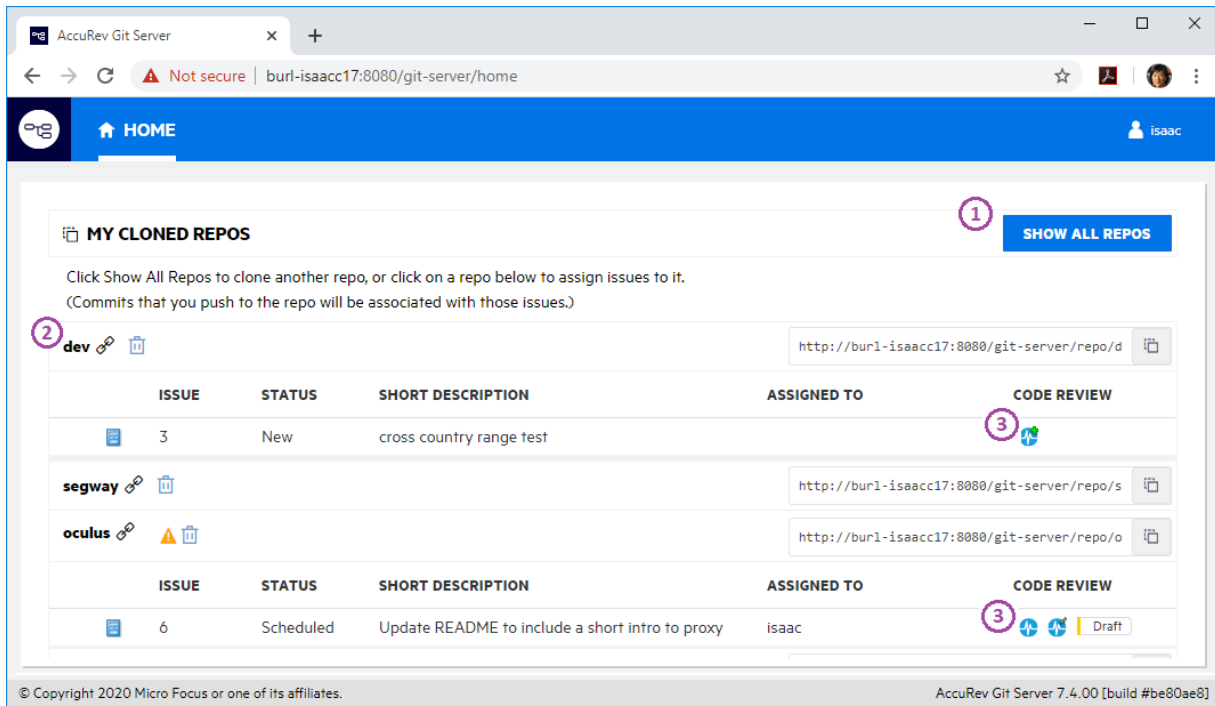 AccuRev Git Server
Not secure | burl-isaacc17:8080/git-server/home
HOME
isaac
1
MY CLONED REPOS
SHOW ALL REPOS
Click Show All Repos to clone another repo, or click on a repo below to assign issues to it.
(Commits that you push to the repo will be associated with those issues.)
2
dev http://burl-isaacc17:8080/git-server/repo/d
ISSUE STATUS SHORT DESCRIPTION ASSIGNED TO CODE REVIEW
3
3 New cross country range test
segway http://burl-isaacc17:8080/git-server/repo/s
oculus http://burl-isaacc17:8080/git-server/repo/o
ISSUE STATUS SHORT DESCRIPTION ASSIGNED TO CODE REVIEW
3
6 Scheduled Update README to include a short intro to proxy isaac Draft
© Copyright 2020 Micro Focus or one of its affiliates. AccuRev Git Server 7.4.00 [build #be80ae8]